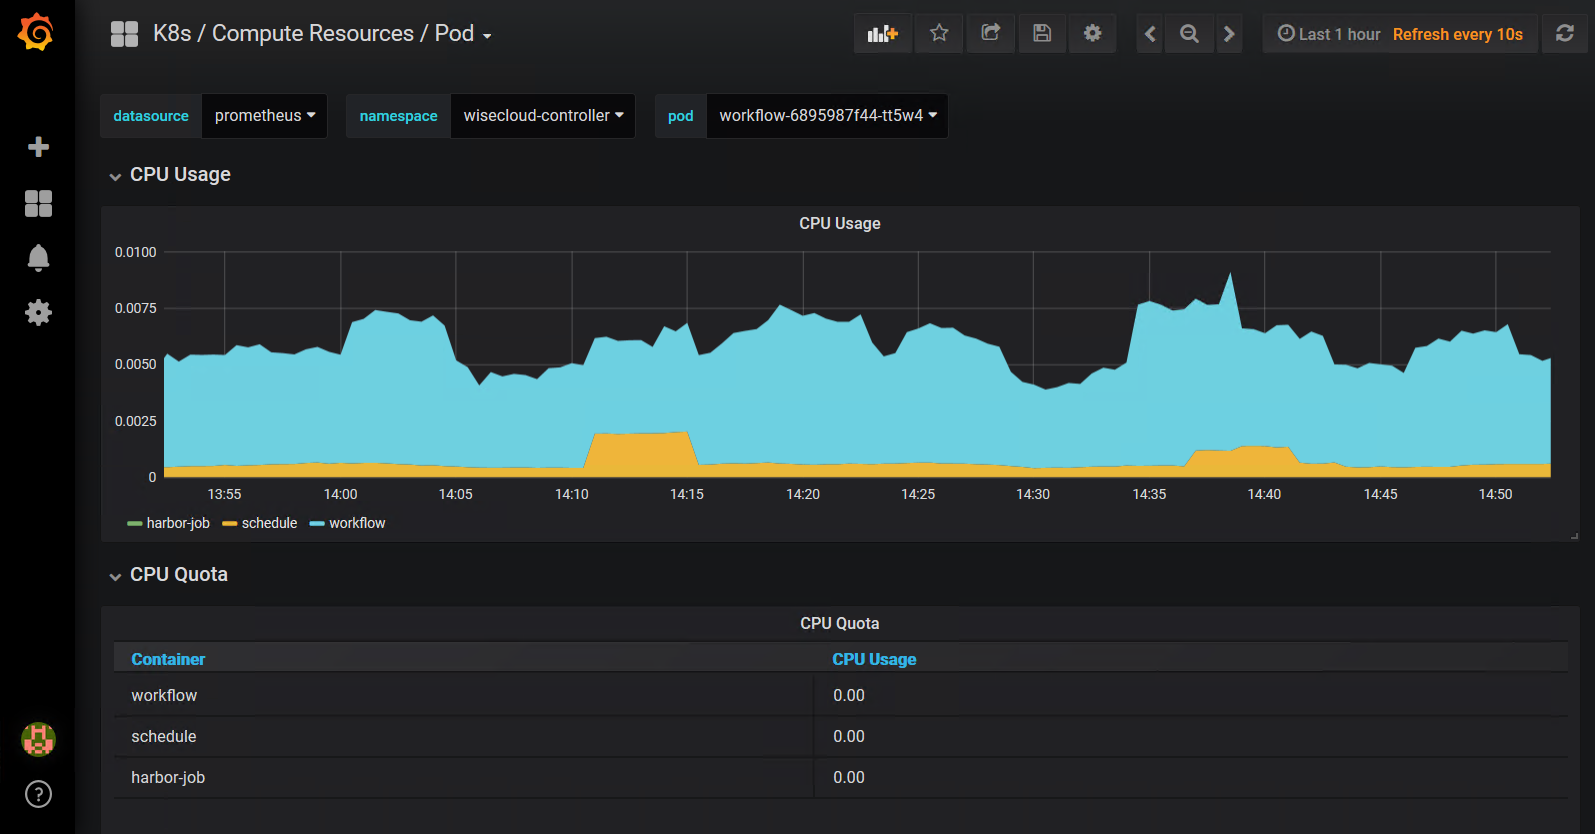 K8s / Compute Resources / Pod
Last 1 hour Refresh every 10s
datasource prometheus namespace wisecloud-controller pod workflow-6895987f44-tt5w4
CPU Usage
CPU Usage
0.0100
0.0075
0.0050
0.0025
0
13:55 14:00 14:05 14:10 14:15 14:20 14:25 14:30 14:35 14:40 14:45 14:50
harbor-job schedule workflow
CPU Quota
CPU Quota
Container CPU Usage
workflow 0.00
schedule 0.00
harbor-job 0.00
?